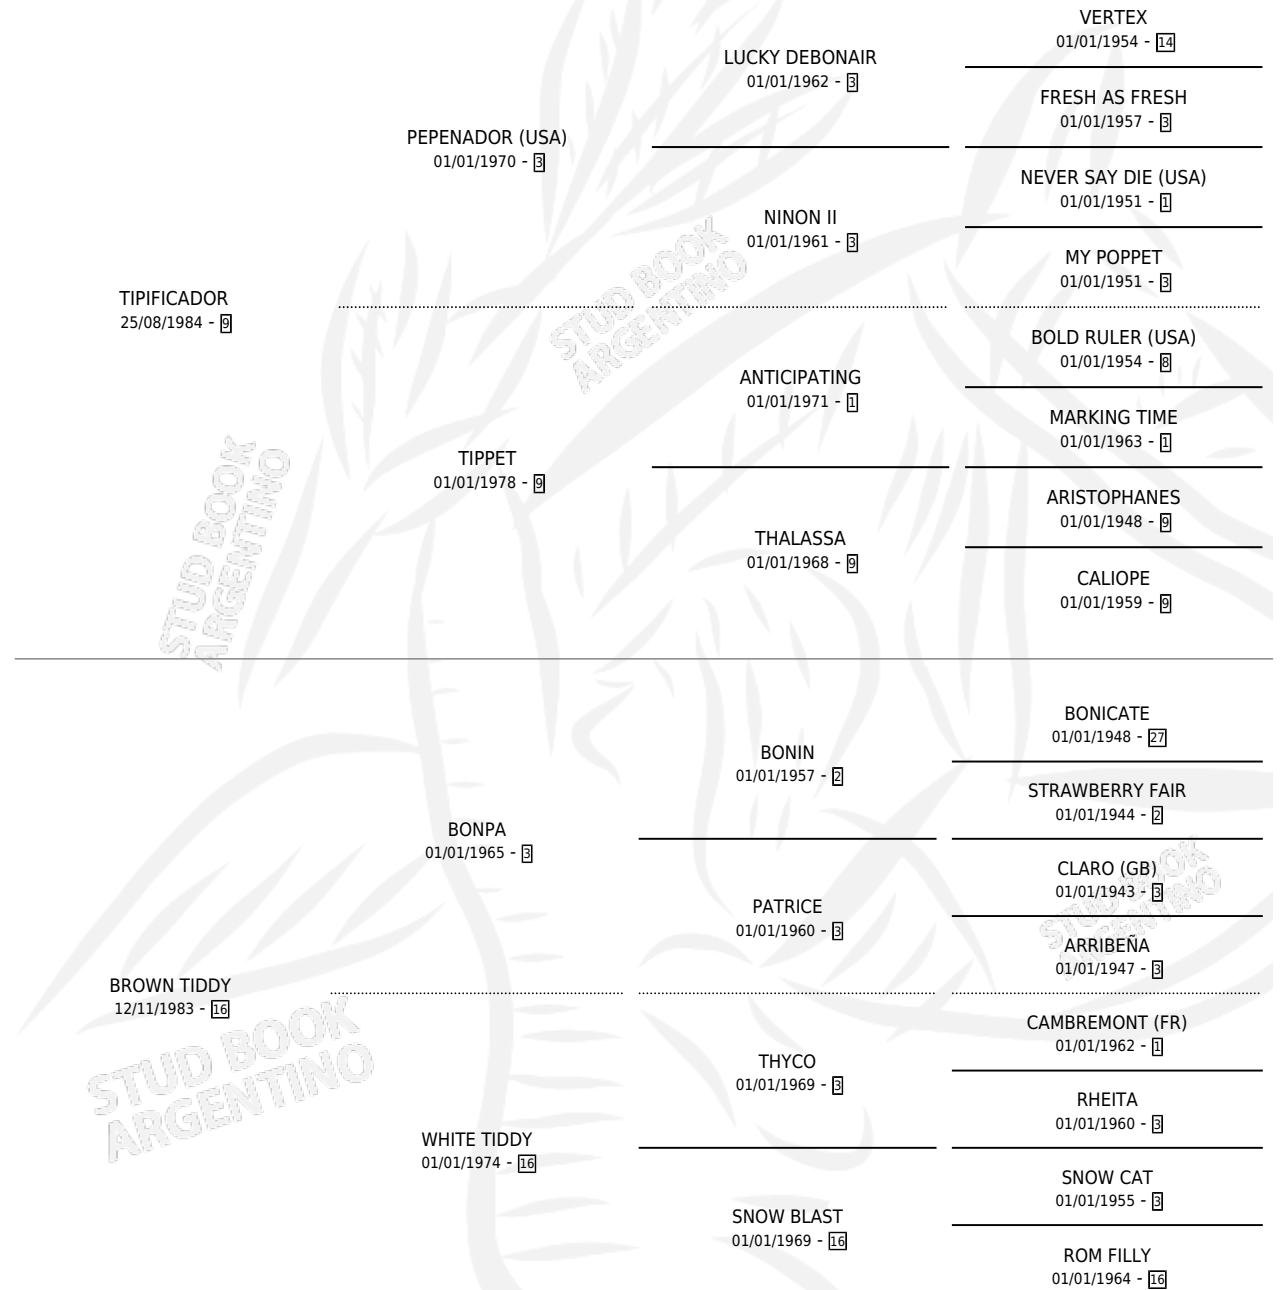 VERTEX
01/01/1954 - 14
LUCKY DEBONAIR
01/01/1962 - 3
FRESH AS FRESH
01/01/1957 - 3
PEPENADOR (USA)
01/01/1970 - 3
NEVER SAY DIE (USA)
01/01/1951 - 1
NINON II
01/01/1961 - 3
MY POPPET
01/01/1951 - 3
TIPIFICADOR
25/08/1984 - 9
BOLD RULER (USA)
01/01/1954 - 8
ANTICIPATING
01/01/1971 - 1
MARKING TIME
01/01/1963 - 1
TIPPET
01/01/1978 - 9
ARISTOPHANES
01/01/1948 - 9
THALASSA
01/01/1968 - 9
CALIOPE
01/01/1959 - 9
BONICATE
01/01/1948 - 27
BONIN
01/01/1957 - 2
STRAWBERRY FAIR
01/01/1944 - 2
BONPA
01/01/1965 - 3
CLARO (GB)
01/01/1943 - 3
PATRICE
01/01/1960 - 3
ARRIBEÑA
01/01/1947 - 3
BROWN TIDDY
12/11/1983 - 16
CAMBREMONT (FR)
01/01/1962 - 1
THYCO
01/01/1969 - 3
RHEITA
01/01/1960 - 3
WHITE TIDDY
01/01/1974 - 16
SNOW CAT
01/01/1955 - 3
SNOW BLAST
01/01/1969 - 16
ROM FILLY
01/01/1964 - 16
STUD BOOK
ARGENTINO
STUD BOOK
ARGENTINO
STUD BOOK
ARGENTINO
STUD BOOK
ARGENTINO